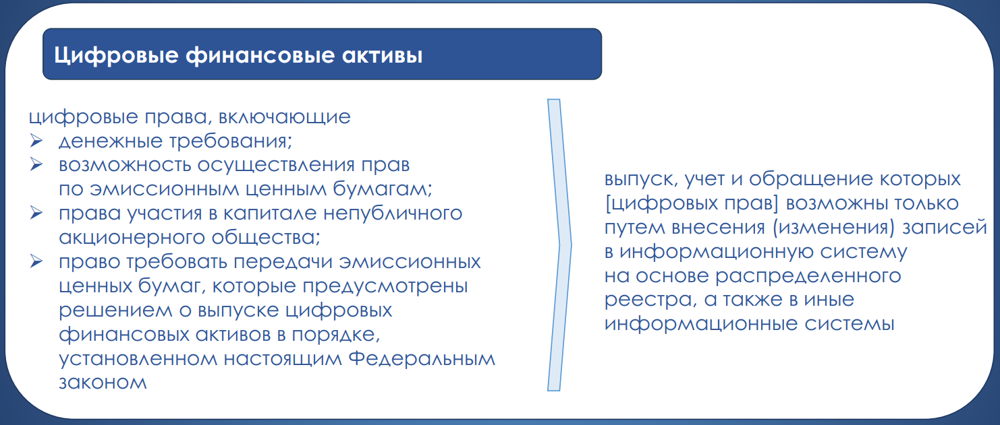 Цифровые финансовые активы
цифровые права, включающие
➢ денежные требования;
➢ возможность осуществления прав
по эмиссионным ценным бумагам;
➢ права участия в капитале непубличного
акционерного общества;
➢ право требовать передачи эмиссионных
ценных бумаг, которые предусмотрены
решением о выпуске цифровых
финансовых активов в порядке,
установленном настоящим Федеральным
законом
выпуск, учет и обращение которых
[цифровых прав] возможны только
путем внесения (изменения) записей
в информационную систему
на основе распределенного
реестра, а также в иные
информационные системы